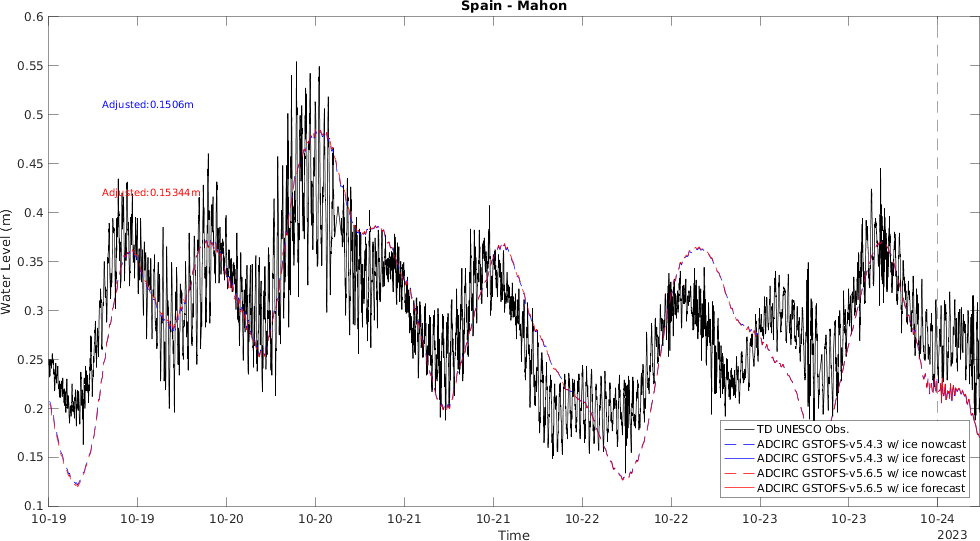 Spain - Mahon
0.6
0.55
0.5
0.45
0.4
0.35
0.3
0.25
0.2
0.15
0.1
Water Level (m)
Adjusted:0.1506m
Adjusted:0.15344m
TD UNESCO Obs.
ADCIRC GSTOFS-v5.4.3 w/ ice nowcast
ADCIRC GSTOFS-v5.4.3 w/ ice forecast
ADCIRC GSTOFS-v5.6.5 w/ ice nowcast
ADCIRC GSTOFS-v5.6.5 w/ ice forecast
10-19 10-19 10-20 10-20 10-21 10-21 10-22 10-22 10-23 10-23 10-24
Time
2023